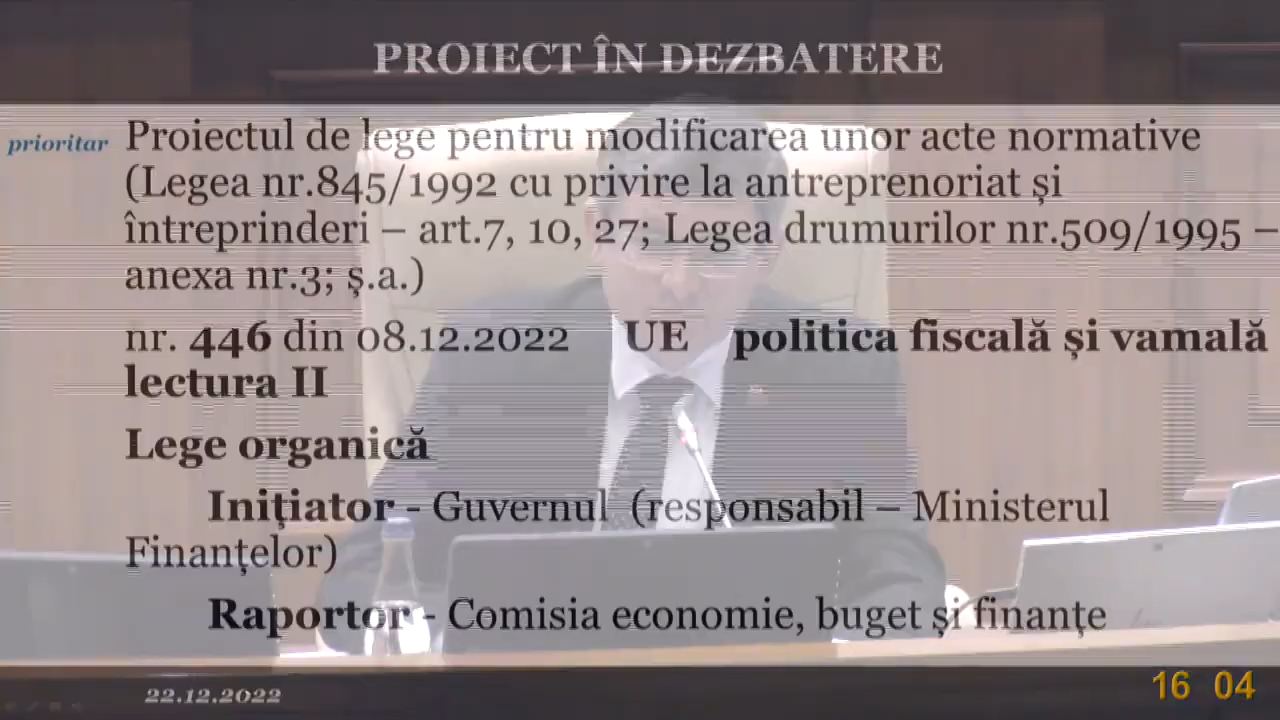 PROIECT ÎN DEZBATERE
prioritar Proiectul de lege pentru modificarea unor acte normative
(Legea nr.845/1992 cu privire la antreprenoriat și
întreprinderi – art.7, 10, 27; Legea drumurilor nr.509/1995 –
anexa nr.3; ș.a.)
nr. 446 din 08.12.2022 UE politica fiscală și vamală
lectura II
Lege organică
Inițiator - Guvernul (responsabil – Ministerul
Finanțelor)
Raportor - Comisia economie, buget și finanțe
22.12.2022
16 04